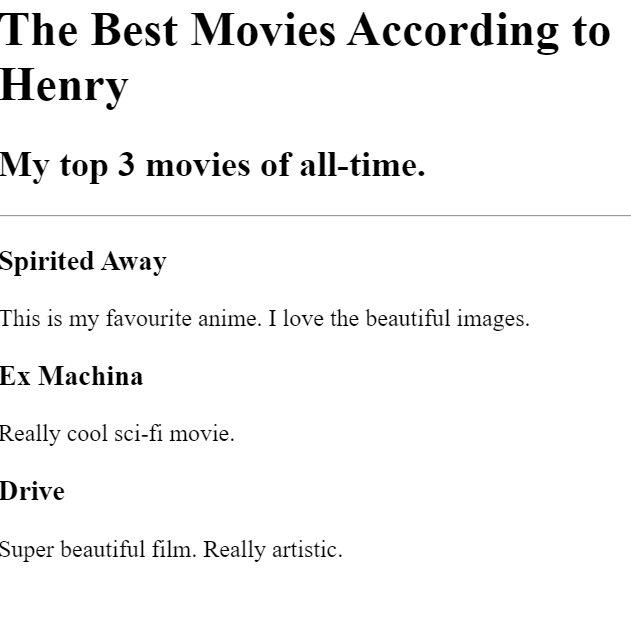 The Best Movies According to
Henry
My top 3 movies of all-time.
Spirited Away
This is my favourite anime. I love the beautiful images.
Ex Machina
Really cool sci-fi movie.
Drive
Super beautiful film. Really artistic.